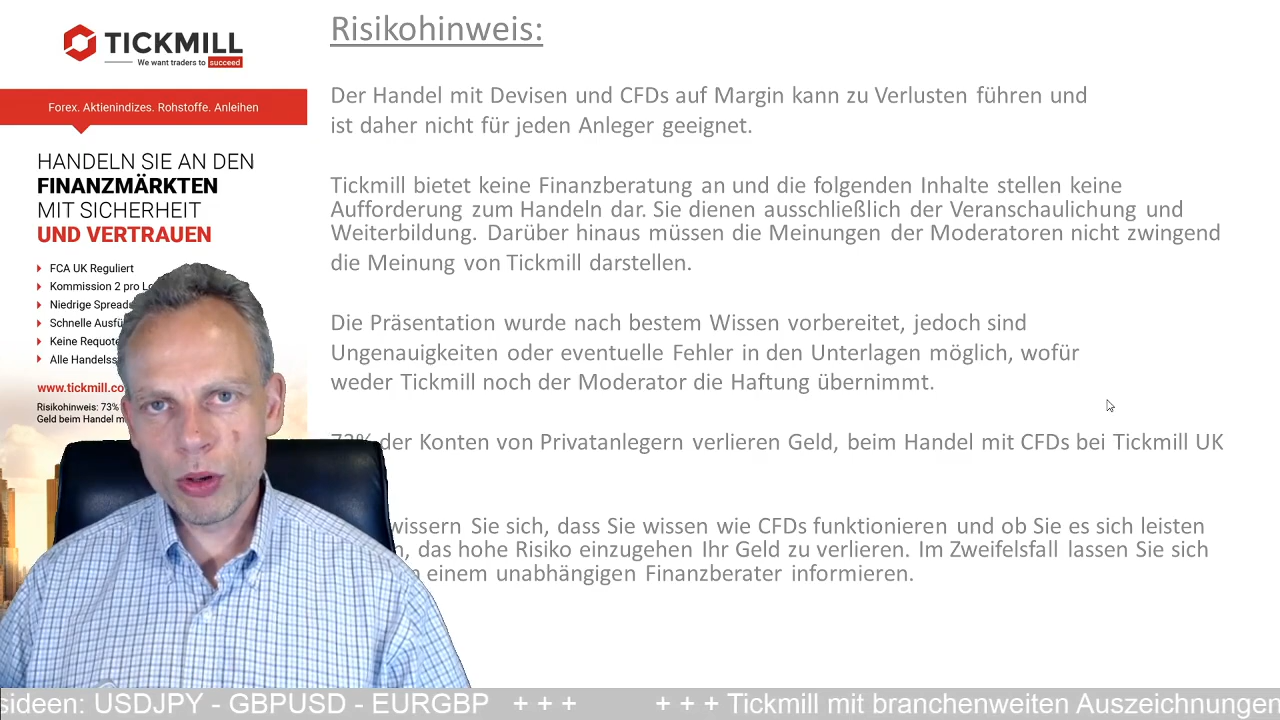 TICKMILL
We want traders to succeed
Forex. Aktienindizes. Rohstoffe. Anleihen
HANDELN SIE AN DEN
FINANZMÄRKTEN
MIT SICHERHEIT
UND VERTRAUEN
FCA UK Reguliert
Kommission 2 pro
Niedrige
Schnelle
Keine
Alle
Risikohinweis: 73%
Geld beim Handel
Risikohinweis:
Der Handel mit Devisen und CFDs auf Margin kann zu Verlusten führen und
ist daher nicht für jeden Anleger geeignet.
Tickmill bietet keine Finanzberatung an und die folgenden Inhalte stellen keine
Aufforderung zum Handeln dar. Sie dienen ausschließlich der Veranschaulichung und
Weiterbildung. Darüber hinaus müssen die Meinungen der Moderatoren nicht zwingend
die Meinung von Tickmill darstellen.
Die Präsentation wurde nach bestem Wissen vorbereitet, jedoch sind
Ungenauigkeiten oder eventuelle Fehler in den Unterlagen möglich, wofür
weder Tickmill noch der Moderator die Haftung übernimmt.
der Konten von Privatanlegern verlieren Geld, beim Handel mit CFDs bei Tickmill UK
wissern Sie sich, dass Sie wissen wie CFDs funktionieren und ob Sie es sich leisten
, das hohe Risiko einzugehen Ihr Geld zu verlieren. Im Zweifelsfall lassen Sie sich
einem unabhängigen Finanzberater informieren.
sideen: USDJPY - GBPUSD - EURGBP + + + + + + Tickmill mit branchenweiten Auszeichnungen